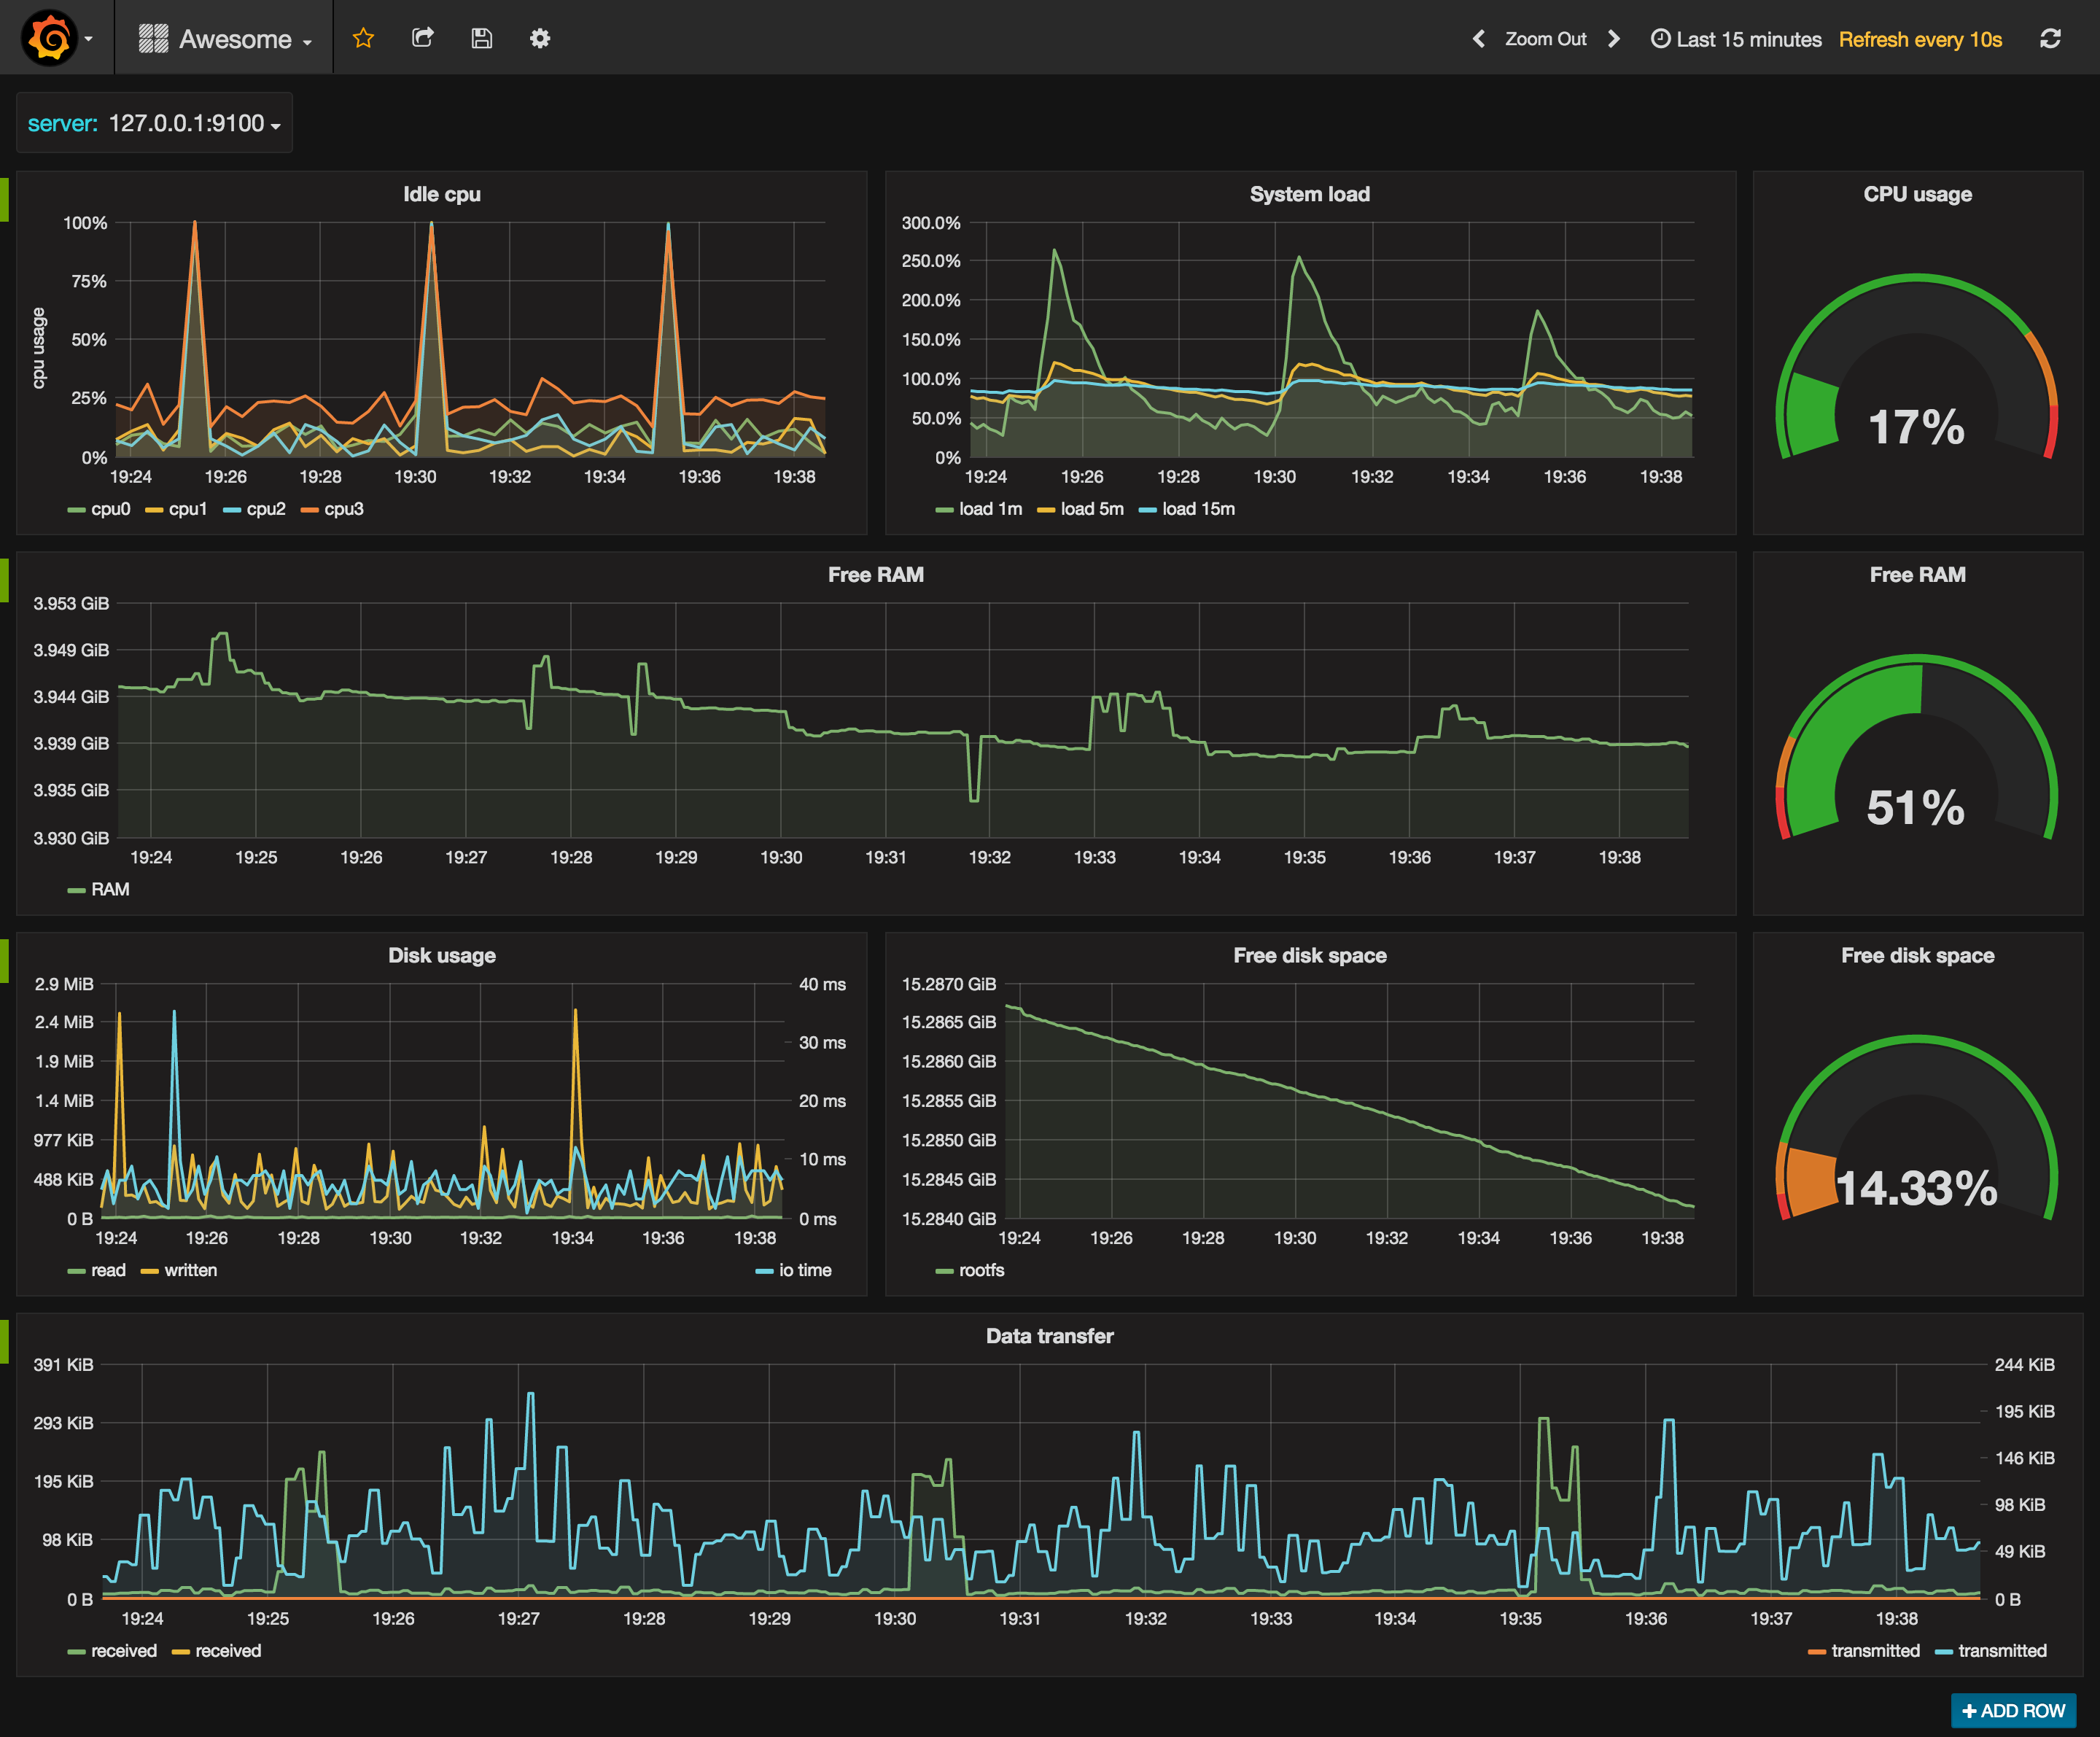 Awesome
Zoom Out
Last 15 minutes Refresh every 10s
server: 127.0.0.1:9100
Idle cpu
cpu usage
100%
75%
50%
25%
0%
19:24 19:26 19:28 19:30 19:32 19:34 19:36 19:38
cpu0 cpu1 cpu2 cpu3
System load
300.0%
250.0%
200.0%
150.0%
100.0%
50.0%
0%
19:24 19:26 19:28 19:30 19:32 19:34 19:36 19:38
load 1m load 5m load 15m
CPU usage
17%
Free RAM
3.953 GiB
3.949 GiB
3.944 GiB
3.939 GiB
3.935 GiB
3.930 GiB
19:24 19:25 19:26 19:27 19:28 19:29 19:30 19:31 19:32 19:33 19:34 19:35 19:36 19:37 19:38
RAM
Free RAM
51%
Disk usage
2.9 MiB
2.4 MiB
1.9 MiB
1.4 MiB
977 KiB
488 KiB
0 B
40 ms
30 ms
20 ms
10 ms
0 ms
19:24 19:26 19:28 19:30 19:32 19:34 19:36 19:38
read written io time
Free disk space
15.2870 GiB
15.2865 GiB
15.2860 GiB
15.2855 GiB
15.2850 GiB
15.2845 GiB
15.2840 GiB
19:24 19:26 19:28 19:30 19:32 19:34 19:36 19:38
rootfs
Free disk space
14.33%
Data transfer
391 KiB
293 KiB
195 KiB
98 KiB
0 B
244 KiB
195 KiB
146 KiB
98 KiB
49 KiB
0 B
19:24 19:25 19:26 19:27 19:28 19:29 19:30 19:31 19:32 19:33 19:34 19:35 19:36 19:37 19:38
received received transmitted transmitted
ADD ROW